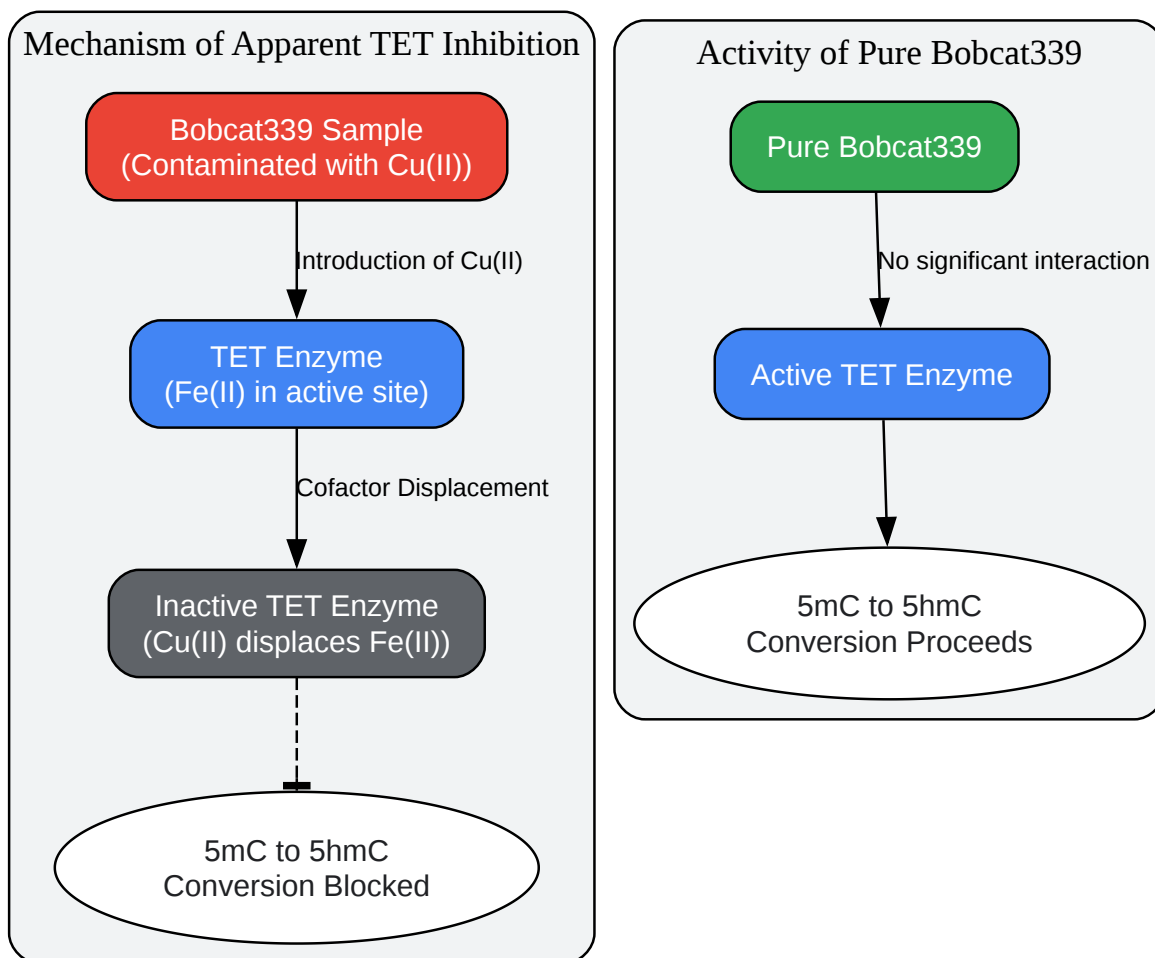 Mechanism of Apparent TET Inhibition
Bobcat339 Sample
(Contaminated with Cu(II))
Introduction of Cu(II)
TET Enzyme
(Fe(II) in active site)
Cofactor Displacement
Inactive TET Enzyme
(Cu(II) displaces Fe(II))
5mC to 5hmC
Conversion Blocked
Activity of Pure Bobcat339
Pure Bobcat339
No significant interaction
Active TET Enzyme
5mC to 5hmC
Conversion Proceeds